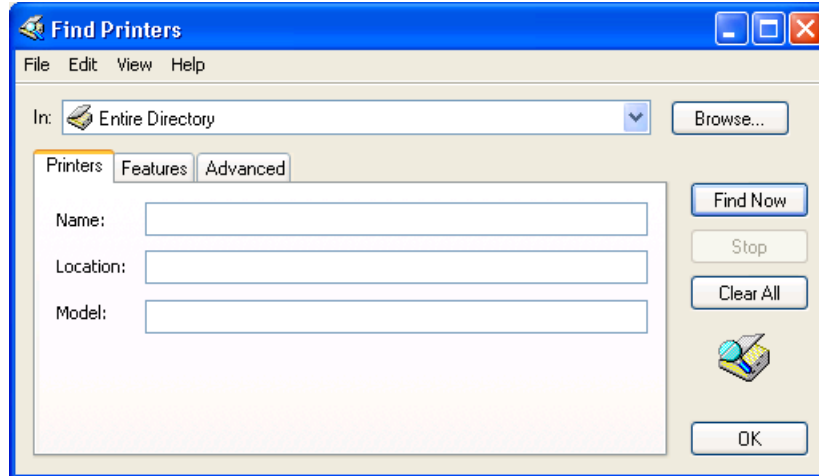 Find Printers
File Edit View Help
In: Entire Directory Browse...
Printers Features Advanced
Find Now
Name:
Stop
Location:
Clear All
Model:
OK